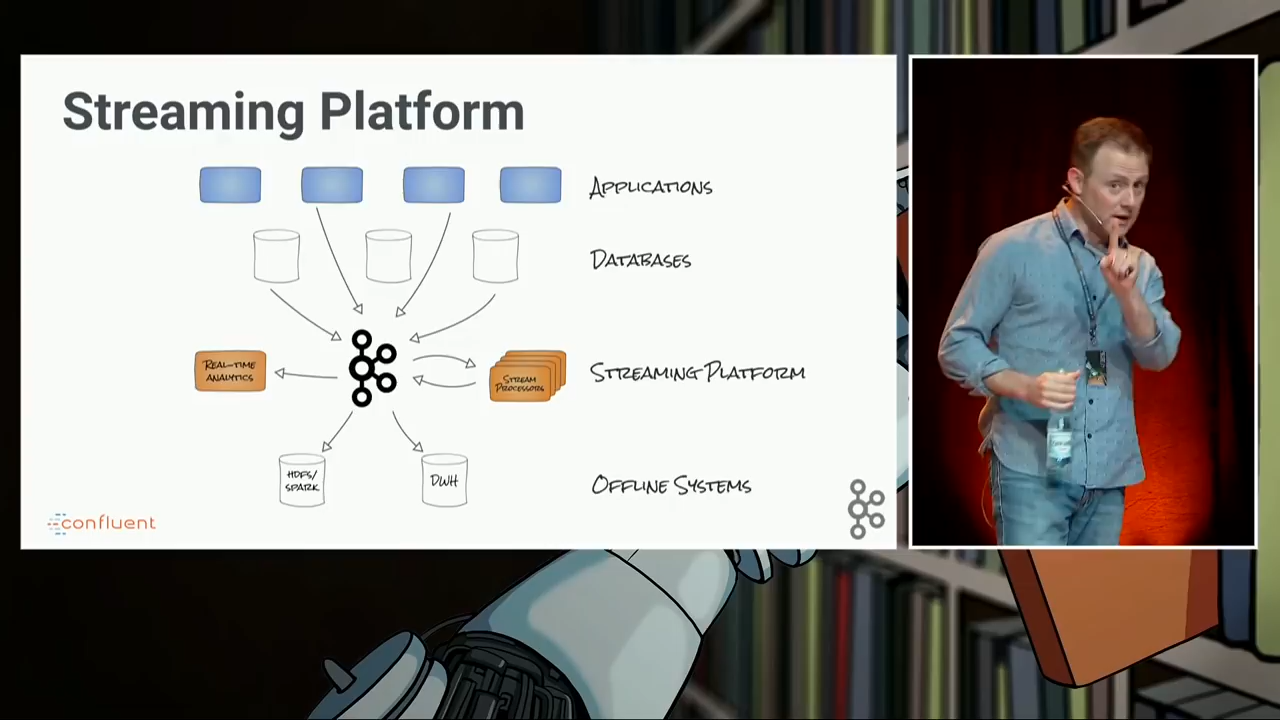 Streaming Platform
APPLICATIONS
DATABASES
REAL-TIME
ANALYTICS
STREAM
PROCESSORS
STREAMING PLATFORM
HDFS/
SPARK
DWH
OFFLINE SYSTEMS
confluent